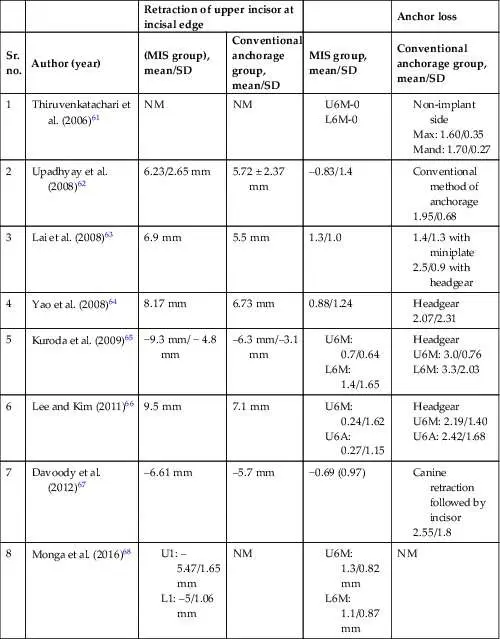 Retraction of upper incisor at incisal edge
Anchor loss
Sr. no.
Author (year)
(MIS group), mean/SD
Conventional anchorage group, mean/SD
MIS group, mean/SD
Conventional anchorage group, mean/SD
1
Thiruvenkatachari et al. (2006)61
NM
NM
U6M-0
L6M-0
Non-implant side
Max: 1.60/0.35
Mand: 1.70/0.27
2
Upadhyay et al. (2008)62
6.23/2.65 mm
5.72 ± 2.37 mm
−0.83/1.4
Conventional method of anchorage
1.95/0.68
3
Lai et al. (2008)63
6.9 mm
5.5 mm
1.3/1.0
1.4/1.3 with miniplate
2.5/0.9 with headgear
4
Yao et al. (2008)64
8.17 mm
6.73 mm
0.88/1.24
Headgear
2.07/2.31
5
Kuroda et al. (2009)65
−9.3 mm/ − 4.8 mm
−6.3 mm/−3.1 mm
U6M: 0.7/0.64
L6M: 1.4/1.65
Headgear
U6M: 3.0/0.76
L6M: 3.3/2.03
6
Lee and Kim (2011)66
9.5 mm
7.1 mm
U6M: 0.24/1.62
U6A: 0.27/1.15
Headgear
U6M: 2.19/1.40
U6A: 2.42/1.68
7
Davoody et al. (2012)67
−6.61 mm
−5.7 mm
−0.69 (0.97)
Canine retraction followed by incisor
2.55/1.8
8
Monga et al. (2016)68
U1: − 5.47/1.65 mm
L1: −5/1.06 mm
NM
U6M: 1.3/0.82 mm
L6M: 1.1/0.87 mm
NM